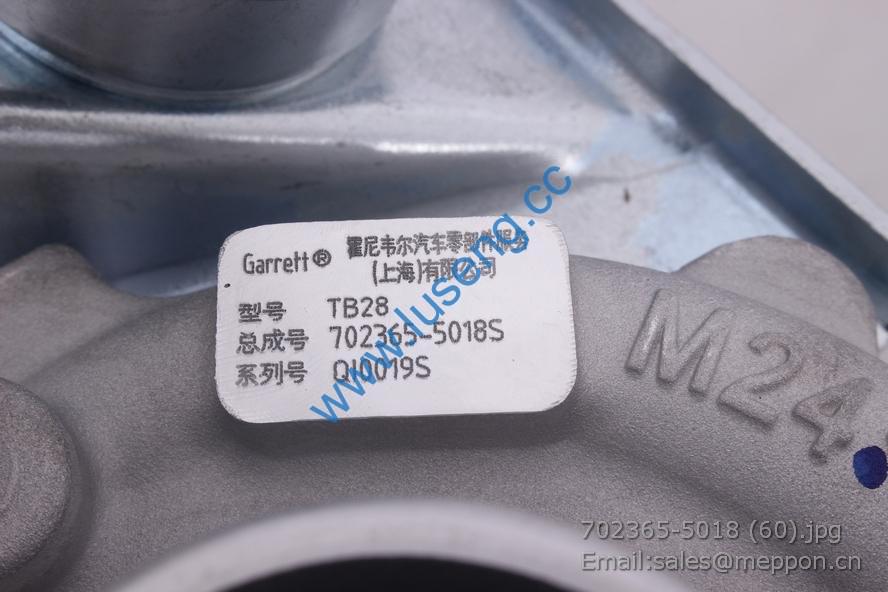 Garrett® 霍尼韦尔汽车零部件服务
(上海)有限公司
型号 TB28
总成号 702365-5018S
系列号 QI0019S
M24
www.luseng.cc
702365-5018 (60).jpg
Email:sales@meppon.cn